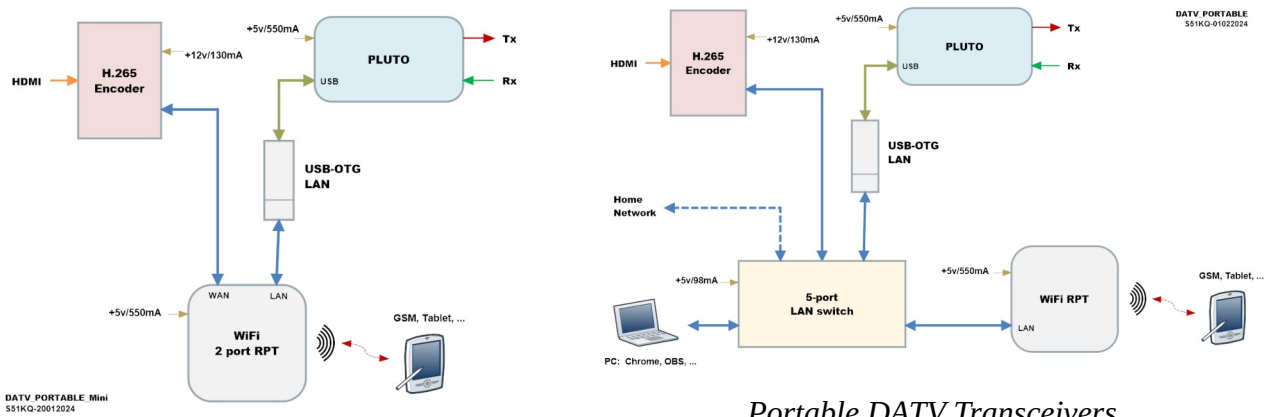 +5v/550mA
Tx
PLUTO
+12v/130mA
H.265
Encoder
HDMI
USB
Rx
USB-OTG
LAN
WAN
LAN
+5v/550mA
WiFi
2 port RPT
GSM, Tablet, ...
DATV_PORTABLE_Mini
S51KQ-20012024
DATV_PORTABLE
S51KQ-01022024
+5v/550mA
Tx
PLUTO
+12v/130mA
H.265
Encoder
HDMI
USB
Rx
USB-OTG
LAN
Home
Network
+5v/98mA
5-port
LAN switch
+5v/550mA
WiFi RPT
LAN
GSM, Tablet, ...
PC: Chrome, OBS, ...
Portable DATV Transceivers